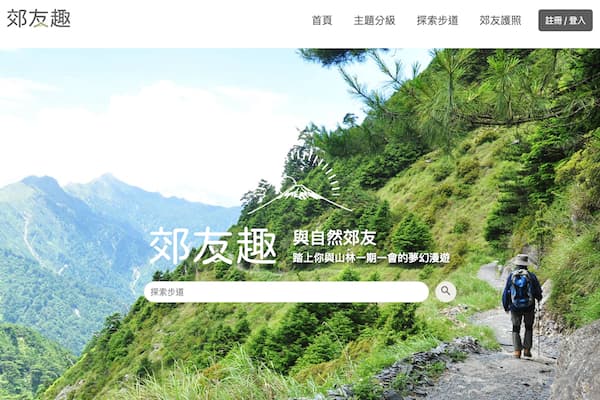 郊友趣
首頁 主題分級 探索步道 郊友護照 註冊 / 登入
郊友趣
與自然郊友
踏上你與山林一期一會的夢幻漫遊
探索步道